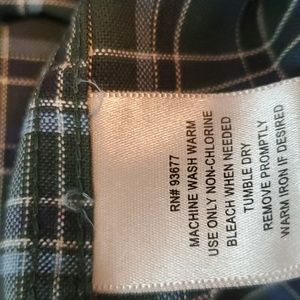 RN# 93677
MACHINE WASH WARM
USE ONLY NON-CHLORINE
BLEACH WHEN NEEDED
TUMBLE DRY
REMOVE PROMPTLY
WARM IRON IF DESIRED